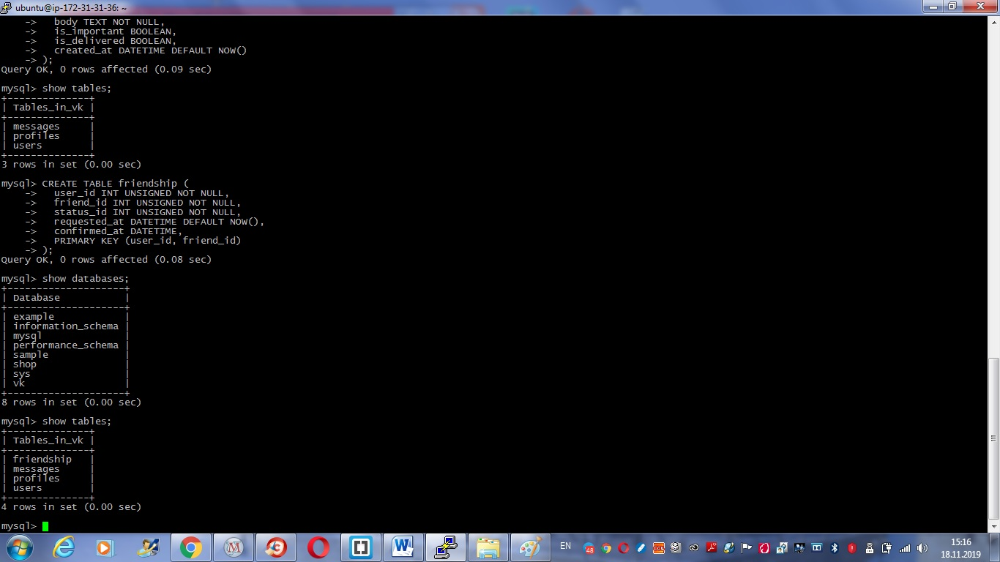 ubuntu@ip-172-31-31-36: ~
    ->   body TEXT NOT NULL,
    ->   is_important BOOLEAN,
    ->   is_delivered BOOLEAN,
    ->   created_at DATETIME DEFAULT NOW()
    -> );
Query OK, 0 rows affected (0.09 sec)
mysql> show tables;
+--------------+
| Tables_in_vk |
+--------------+
| messages     |
| profiles     |
| users        |
+--------------+
3 rows in set (0.00 sec)
mysql> CREATE TABLE friendship (
    ->   user_id INT UNSIGNED NOT NULL,
    ->   friend_id INT UNSIGNED NOT NULL,
    ->   status_id INT UNSIGNED NOT NULL,
    ->   requested_at DATETIME DEFAULT NOW(),
    ->   confirmed_at DATETIME,
    ->   PRIMARY KEY (user_id, friend_id)
    -> );
Query OK, 0 rows affected (0.08 sec)
mysql> show databases;
+--------------------+
| Database           |
+--------------------+
| example            |
| information_schema |
| mysql              |
| performance_schema |
| sample             |
| shop               |
| sys                |
| vk                 |
+--------------------+
8 rows in set (0.00 sec)
mysql> show tables;
+--------------+
| Tables_in_vk |
+--------------+
| friendship   |
| messages     |
| profiles     |
| users        |
+--------------+
4 rows in set (0.00 sec)
mysql>
EN 48 15:16
18.11.2019